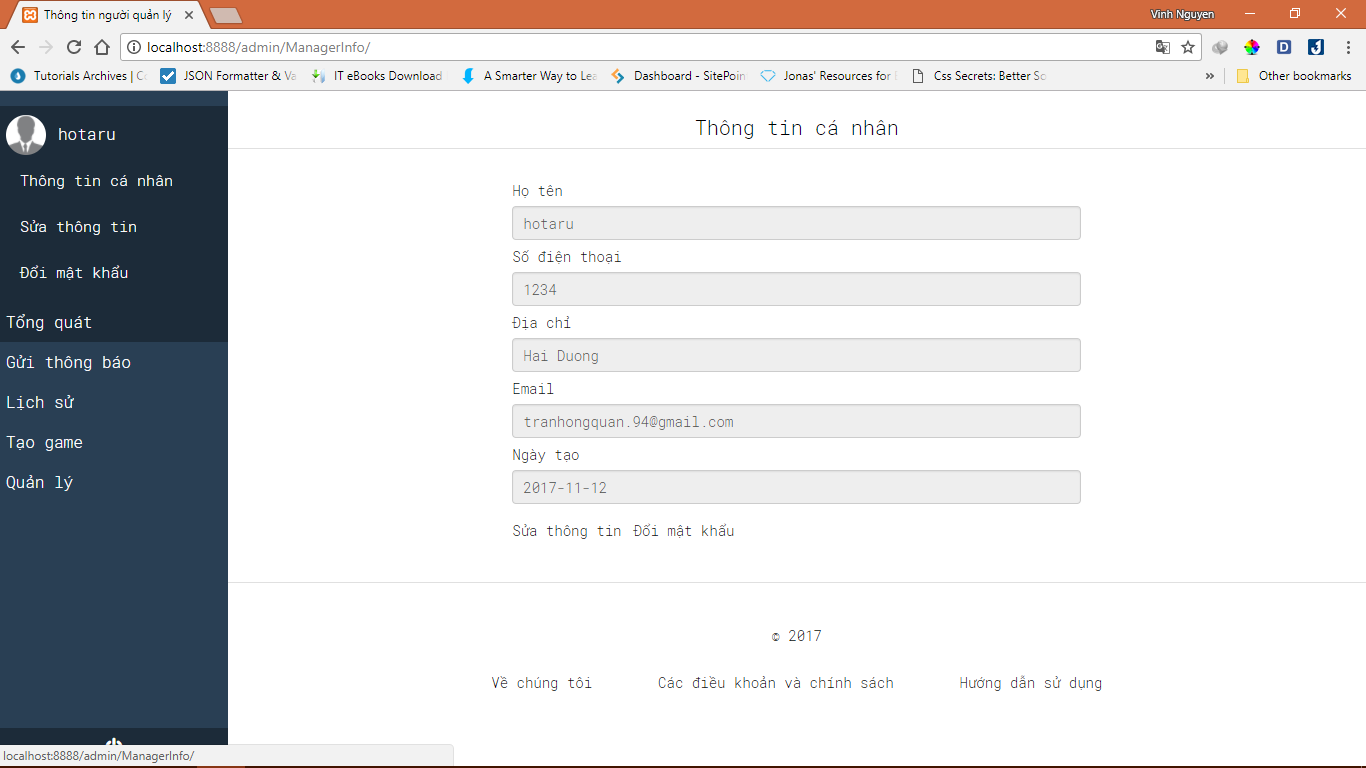 Thông tin người quản lý
Vinh Nguyen
localhost:8888/admin/ManagerInfo/
Tutorials Archives | Co
JSON Formatter & Va
IT eBooks Download
A Smarter Way to Lea
Dashboard - SitePoin
Jonas' Resources for
Css Secrets: Better So
»
Other bookmarks
hotaru
Thông tin cá nhân
Sửa thông tin
Đổi mật khẩu
Tổng quát
Gửi thông báo
Lịch sử
Tạo game
Quản lý
Thông tin cá nhân
Họ tên
hotaru
Số điện thoại
1234
Địa chỉ
Hai Duong
Email
tranhongquan.94@gmail.com
Ngày tạo
2017-11-12
Sửa thông tin Đổi mật khẩu
© 2017
Về chúng tôi Các điều khoản và chính sách Hướng dẫn sử dụng
localhost:8888/admin/ManagerInfo/